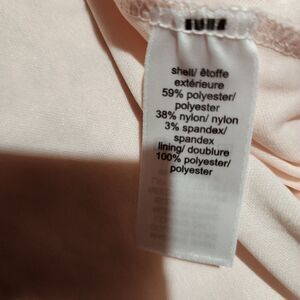 shell/ étoffe
extérieure
59% polyester/
polyester
38% nylon/ nylon
3% spandex/
spandex
lining/ doublure
100% polyester/
polyester